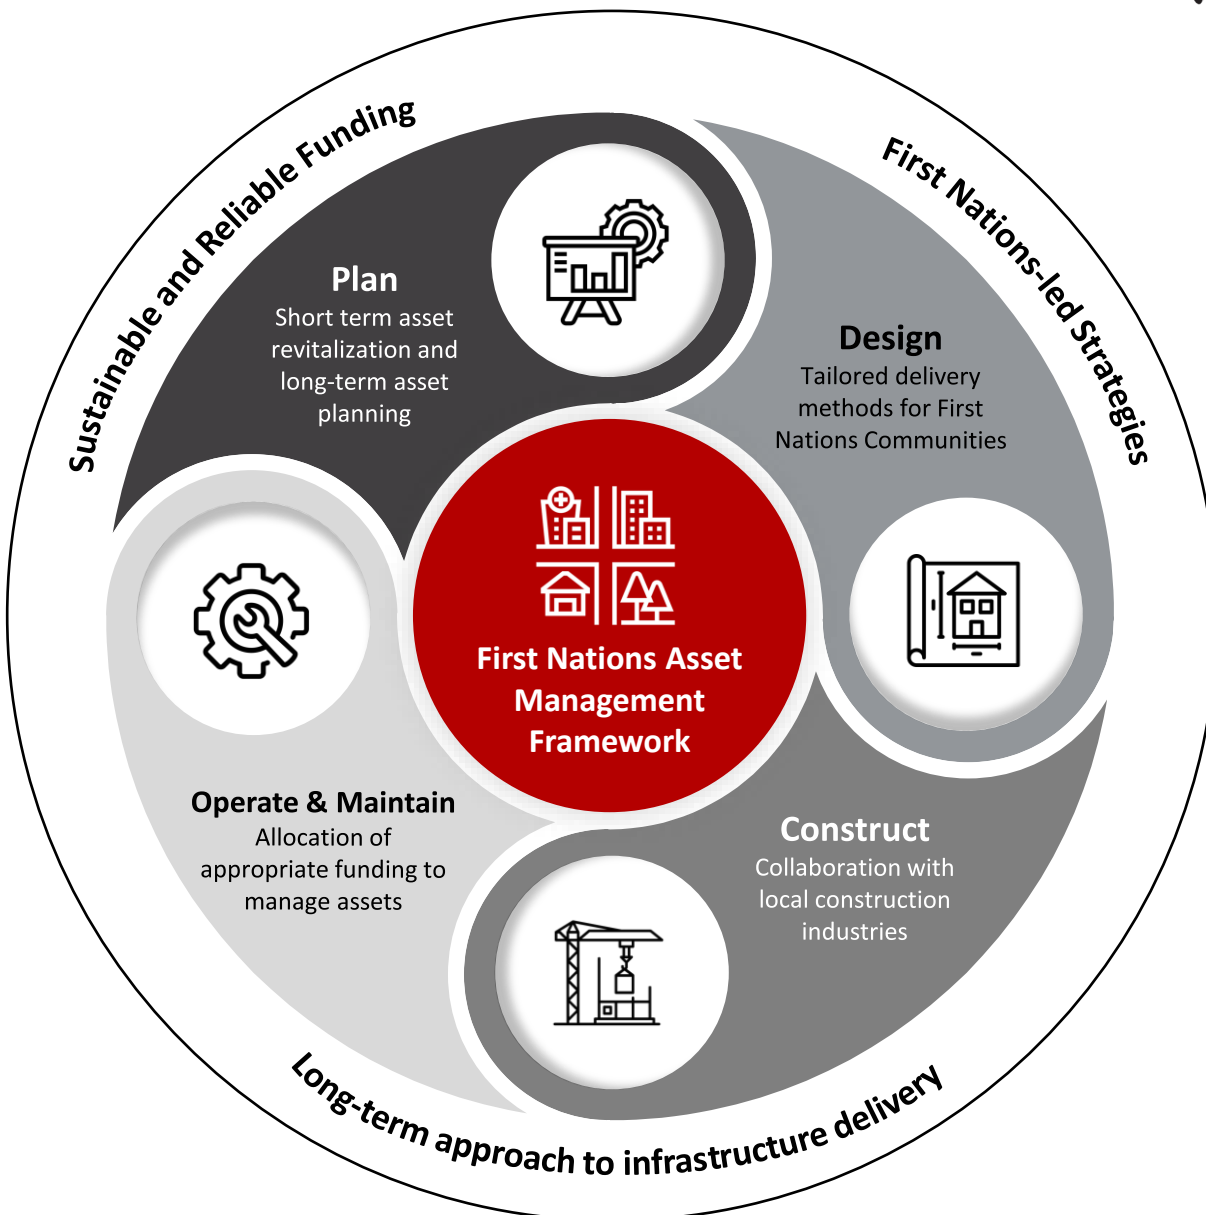 Sustainable and Reliable Funding
First Nations-led Strategies
Plan
Short term asset
revitalization and
long-term asset
planning
Design
Tailored delivery
methods for First
Nations Communities
First Nations Asset
Management
Framework
Operate & Maintain
Allocation of
appropriate funding to
manage assets
Construct
Collaboration with
local construction
industries
Long-term approach to infrastructure delivery